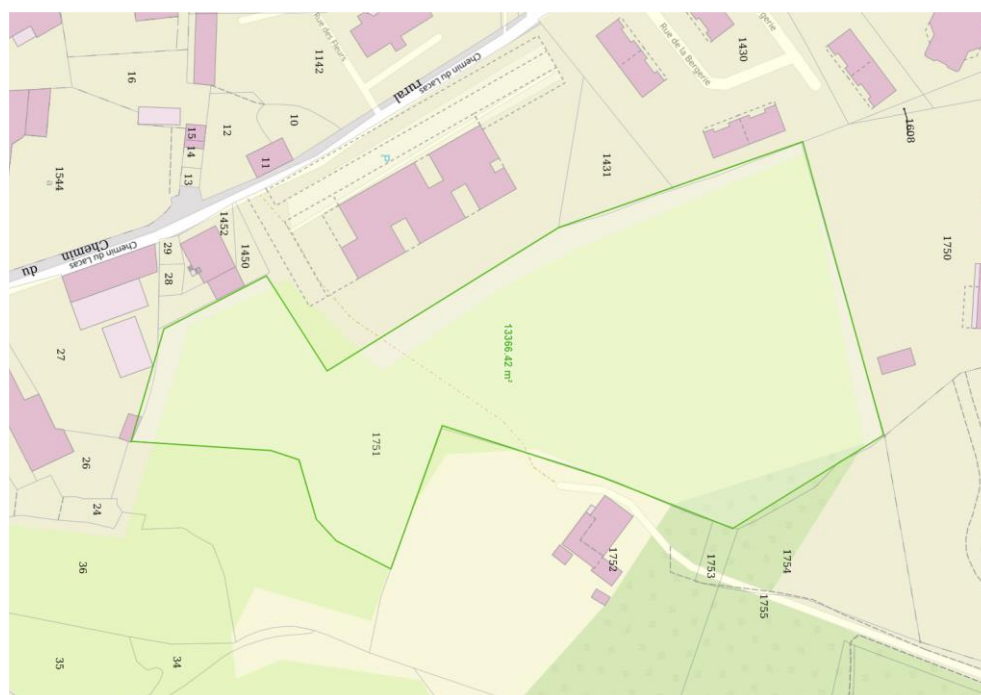 Rue des Fleurs
1142
Chemin du Lacas
rural
Rue de la Bergerie
Bergerie
1430
16
12
10
15
14
13
11
1544
a
P
1431
1608
1750
Chemin
du
Chemin du Lacas
29
28
1452
1450
27
13366.42 m²
1751
26
24
36
1752
1753
1754
1755
35
34